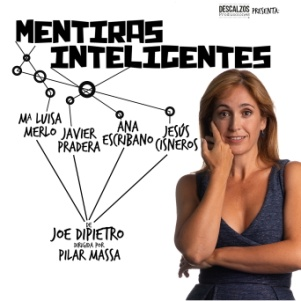 DESCALZOS
PRESENTA:
MENTIRAS
INTELIGENTES
Mª LUISA MERLO
JAVIER PRADERA
ANA ESCRIBANO
JESÚS CISNEROS
DE
JOE DIPIETRO
DIRIGIDA POR
PILAR MASSA